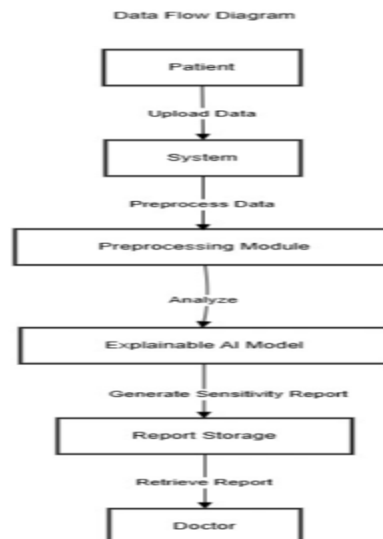 Data Flow Diagram
Patient
Upload Data
System
Preprocess Data
Preprocessing Module
Analyze
Explainable AI Model
Generate Sensitivity Report
Report Storage
Retrieve Report
Doctor